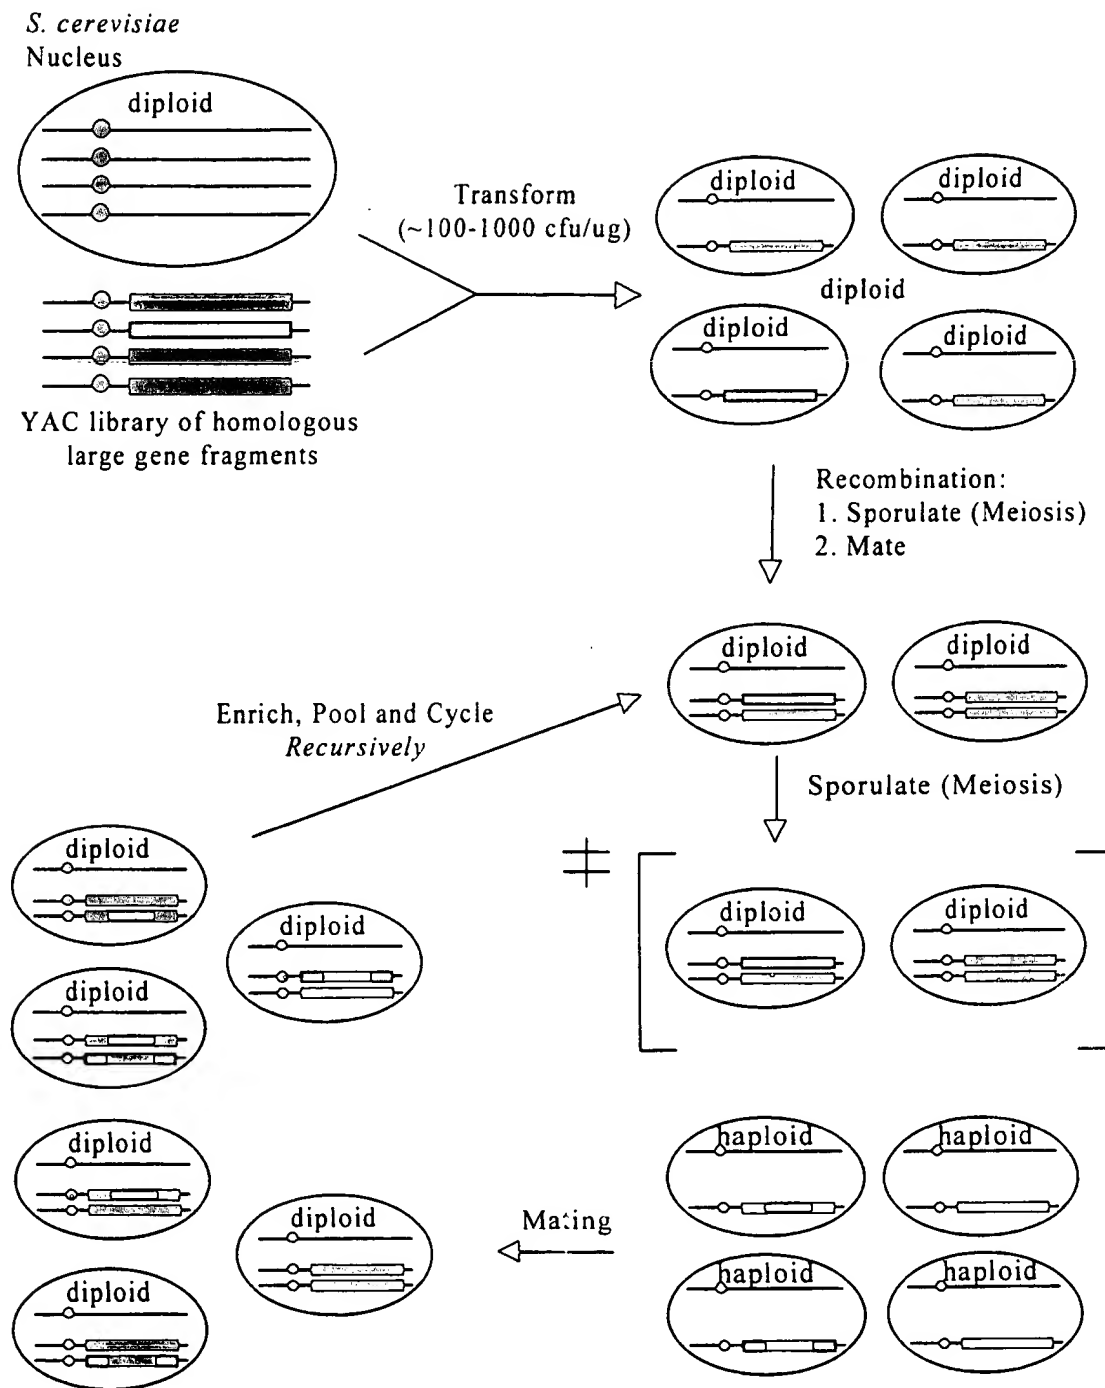 S. cerevisiae
Nucleus
diploid
YAC library of homologous
large gene fragments
Transform
(~100-1000 cfu/ug)
diploid
diploid
diploid
diploid
diploid
Recombination:
1. Sporulate (Meiosis)
2. Mate
diploid
diploid
Enrich, Pool and Cycle
Recursively
Sporulate (Meiosis)
diploid
diploid
diploid
diploid
diploid
diploid
haploid
haploid
haploid
haploid
Mating
diploid
diploid
diploid